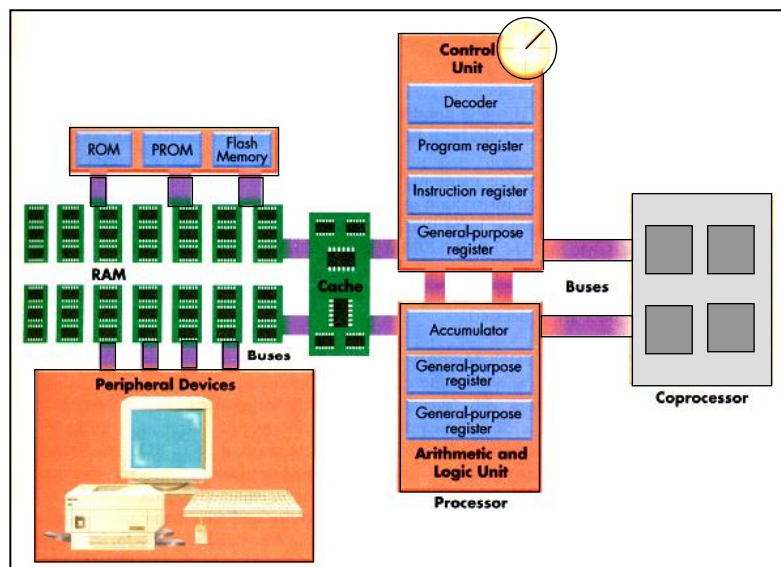 Control
Unit
Decoder
Program register
Instruction register
General-purpose
register
ROM
PROM
Flash
Memory
RAM
Cache
Buses
Buses
Peripheral Devices
Accumulator
General-purpose
register
General-purpose
register
Arithmetic and
Logic Unit
Processor
Coprocessor